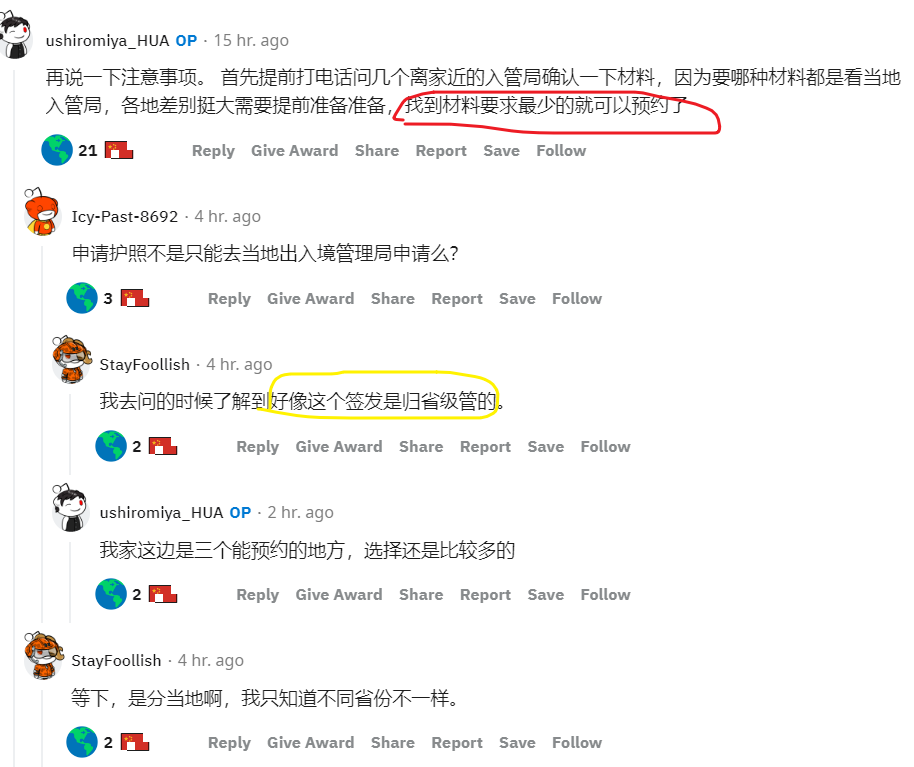 ushiromiya_HUA OP · 15 hr. ago
再说一下注意事项。 首先提前打电话问几个离家近的入管局确认一下材料，因为要哪种材料都是看当地
入管局，各地差别挺大需要提前准备准备，找到材料要求最少的就可以预约了
21 Reply Give Award Share Report Save Follow
Icy-Past-8692 · 4 hr. ago
申请护照不是只能去当地出入境管理局申请么?
3 Reply Give Award Share Report Save Follow
StayFoollish · 4 hr. ago
我去问的时候了解到好像这个签发是归省级管的。
2 Reply Give Award Share Report Save Follow
ushiromiya_HUA OP · 2 hr. ago
我家这边是三个能预约的地方，选择还是比较多的
2 Reply Give Award Share Report Save Follow
StayFoollish · 4 hr. ago
等下，是分当地啊，我只知道不同省份不一样。
2 Reply Give Award Share Report Save Follow